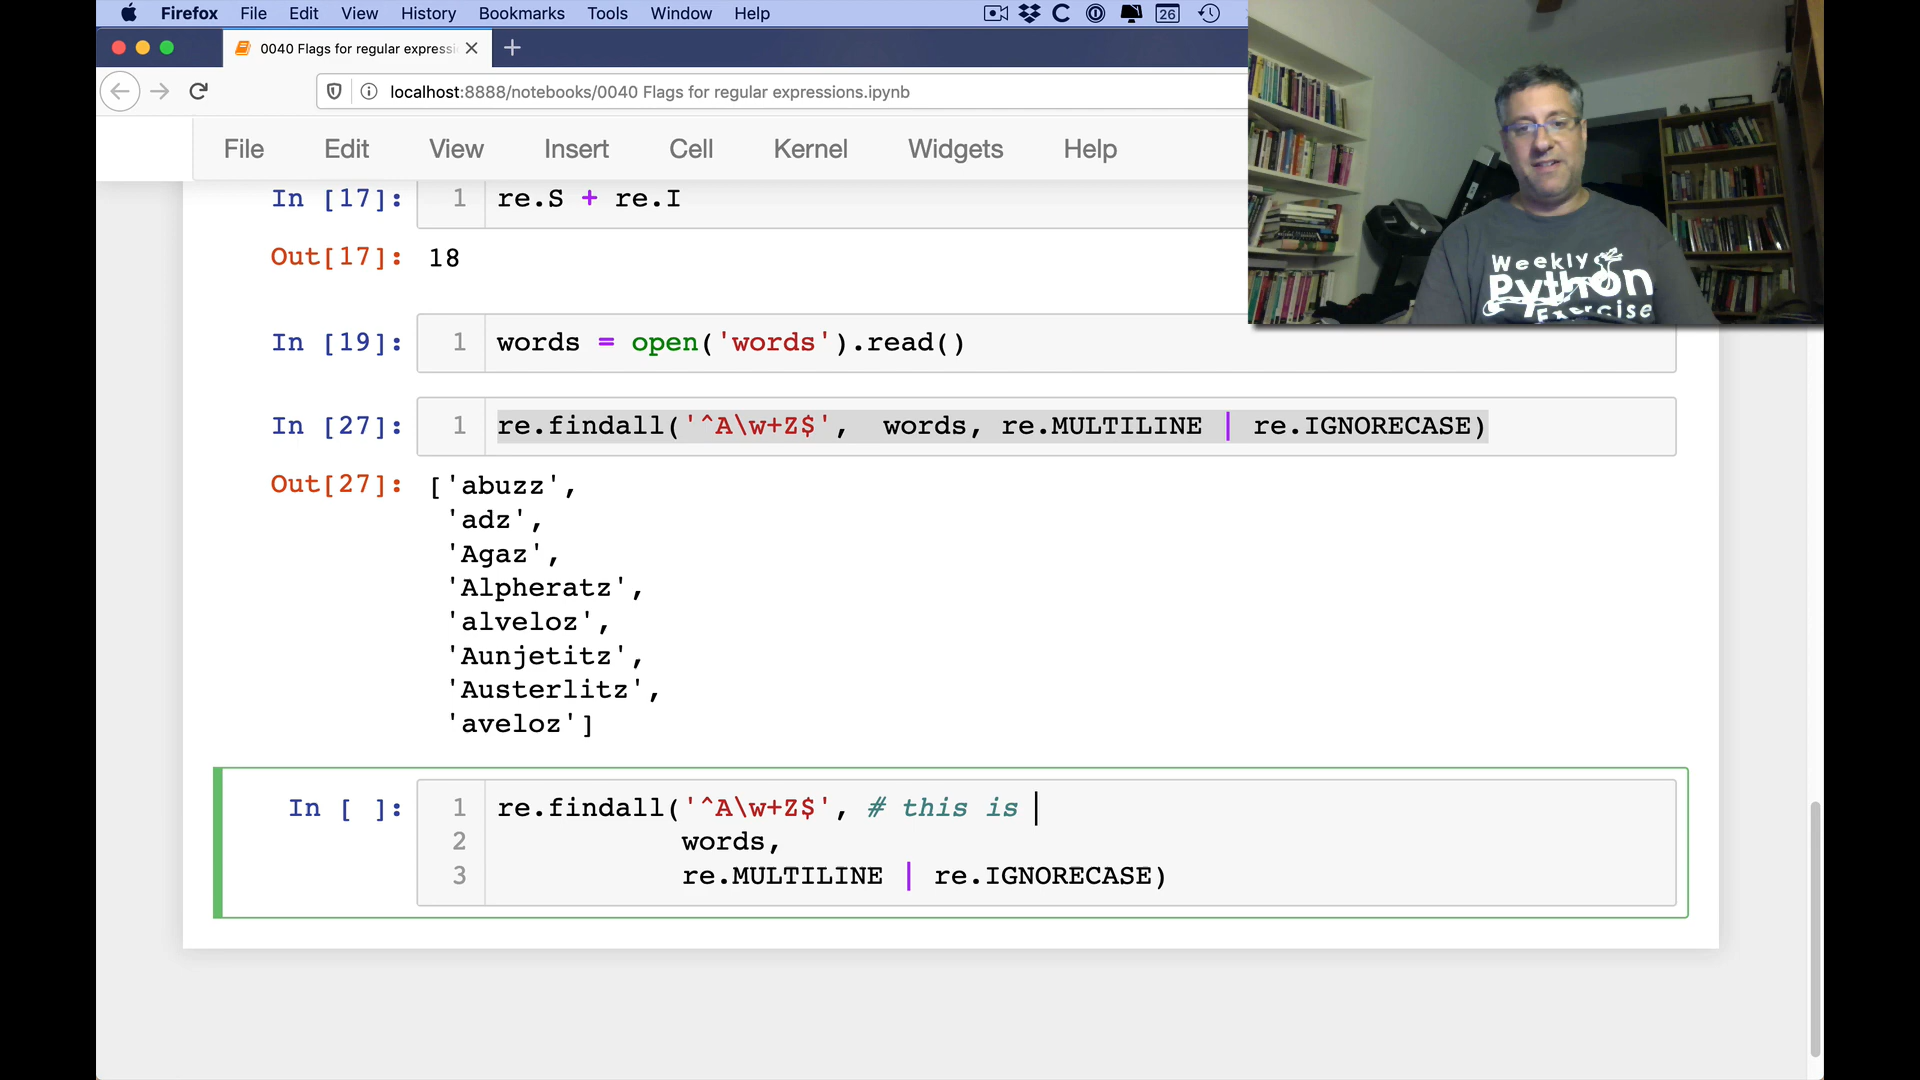 Firefox File Edit View History Bookmarks Tools Window Help 26
0040 Flags for regular expressi
localhost:8888/notebooks/0040 Flags for regular expressions.ipynb
File Edit View Insert Cell Kernel Widgets Help
In [17]: 1 re.S + re.I
Out[17]: 18
In [19]: 1 words = open('words').read()
In [27]: 1 re.findall('^A\w+Z$',  words, re.MULTILINE | re.IGNORECASE)
Out[27]: ['abuzz',
'adz',
'Agaz',
'Alpheratz',
'alveloz',
'Aunjetitz',
'Austerlitz',
'aveloz']
In [ ]: 1 re.findall('^A\w+Z$', # this is
2 words,
3 re.MULTILINE | re.IGNORECASE)
Weekly
Python
Exercise